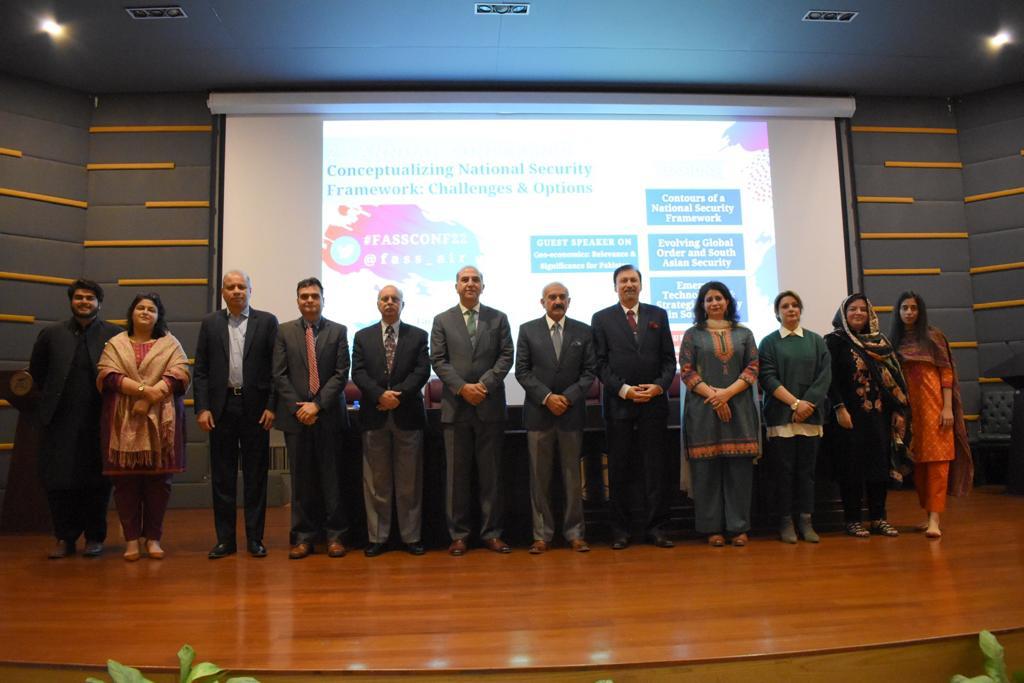 Conceptualizing National Security
Framework: Challenges & Options
#FASSCONF22
@fass_air
GUEST SPEAKER ON
Geo-economics: Relevance &
Significance for
Contours of a
National Security
Framework
Evolving Global
Order and South
Asian Security